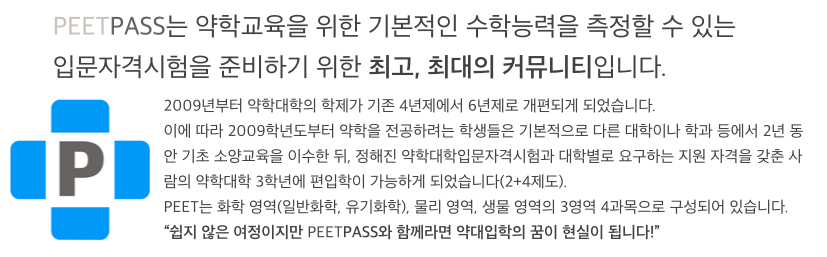 PEETPASS는 약학교육을 위한 기본적인 수학능력을 측정할 수 있는
입문자격시험을 준비하기 위한 최고, 최대의 커뮤니티입니다.
2009년부터 약학대학의 학제가 기존 4년제에서 6년제로 개편되게 되었습니다.
이에 따라 2009학년도부터 약학을 전공하려는 학생들은 기본적으로 다른 대학이나 학과 등에서 2년 동
안 기초 소양교육을 이수한 뒤, 정해진 약학대학입문자격시험과 대학별로 요구하는 지원 자격을 갖춘 사
람의 약학대학 3학년에 편입학이 가능하게 되었습니다(2+4제도).
P
PEET는 화학 영역(일반화학, 유기화학), 물리 영역, 생물 영역의 3영역 4과목으로 구성되어 있습니다.
“쉽지 않은 여정이지만 PEETPASS와 함께라면 약대입학의 꿈이 현실이 됩니다!”